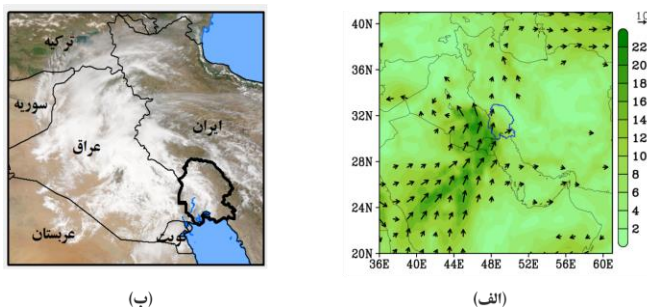 ترکیه
سوریه
ایران
عراق
عربستان
کویت
(ب)
10
40N
36N
32N
28N
24N
20N
36E
40E
44E
48E
52E
56E
60E
22
20
18
16
14
12
10
8
6
4
2
(الف)